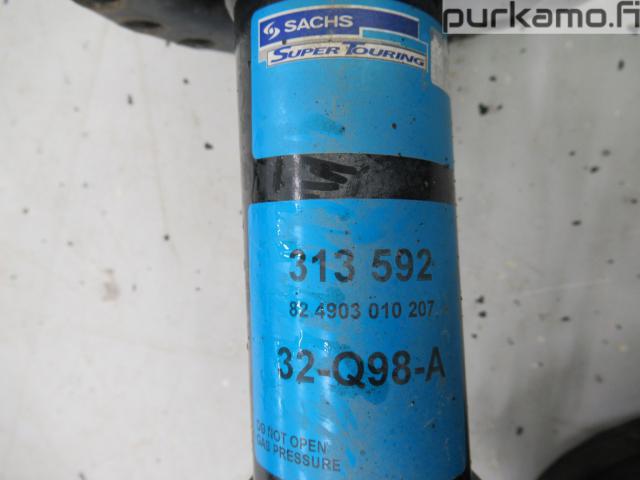 purkamo.fi
SACHS
SUPER TOURING
313 592
82 4903 010 207
32-Q98-A
DO NOT OPEN
GAS PRESSURE